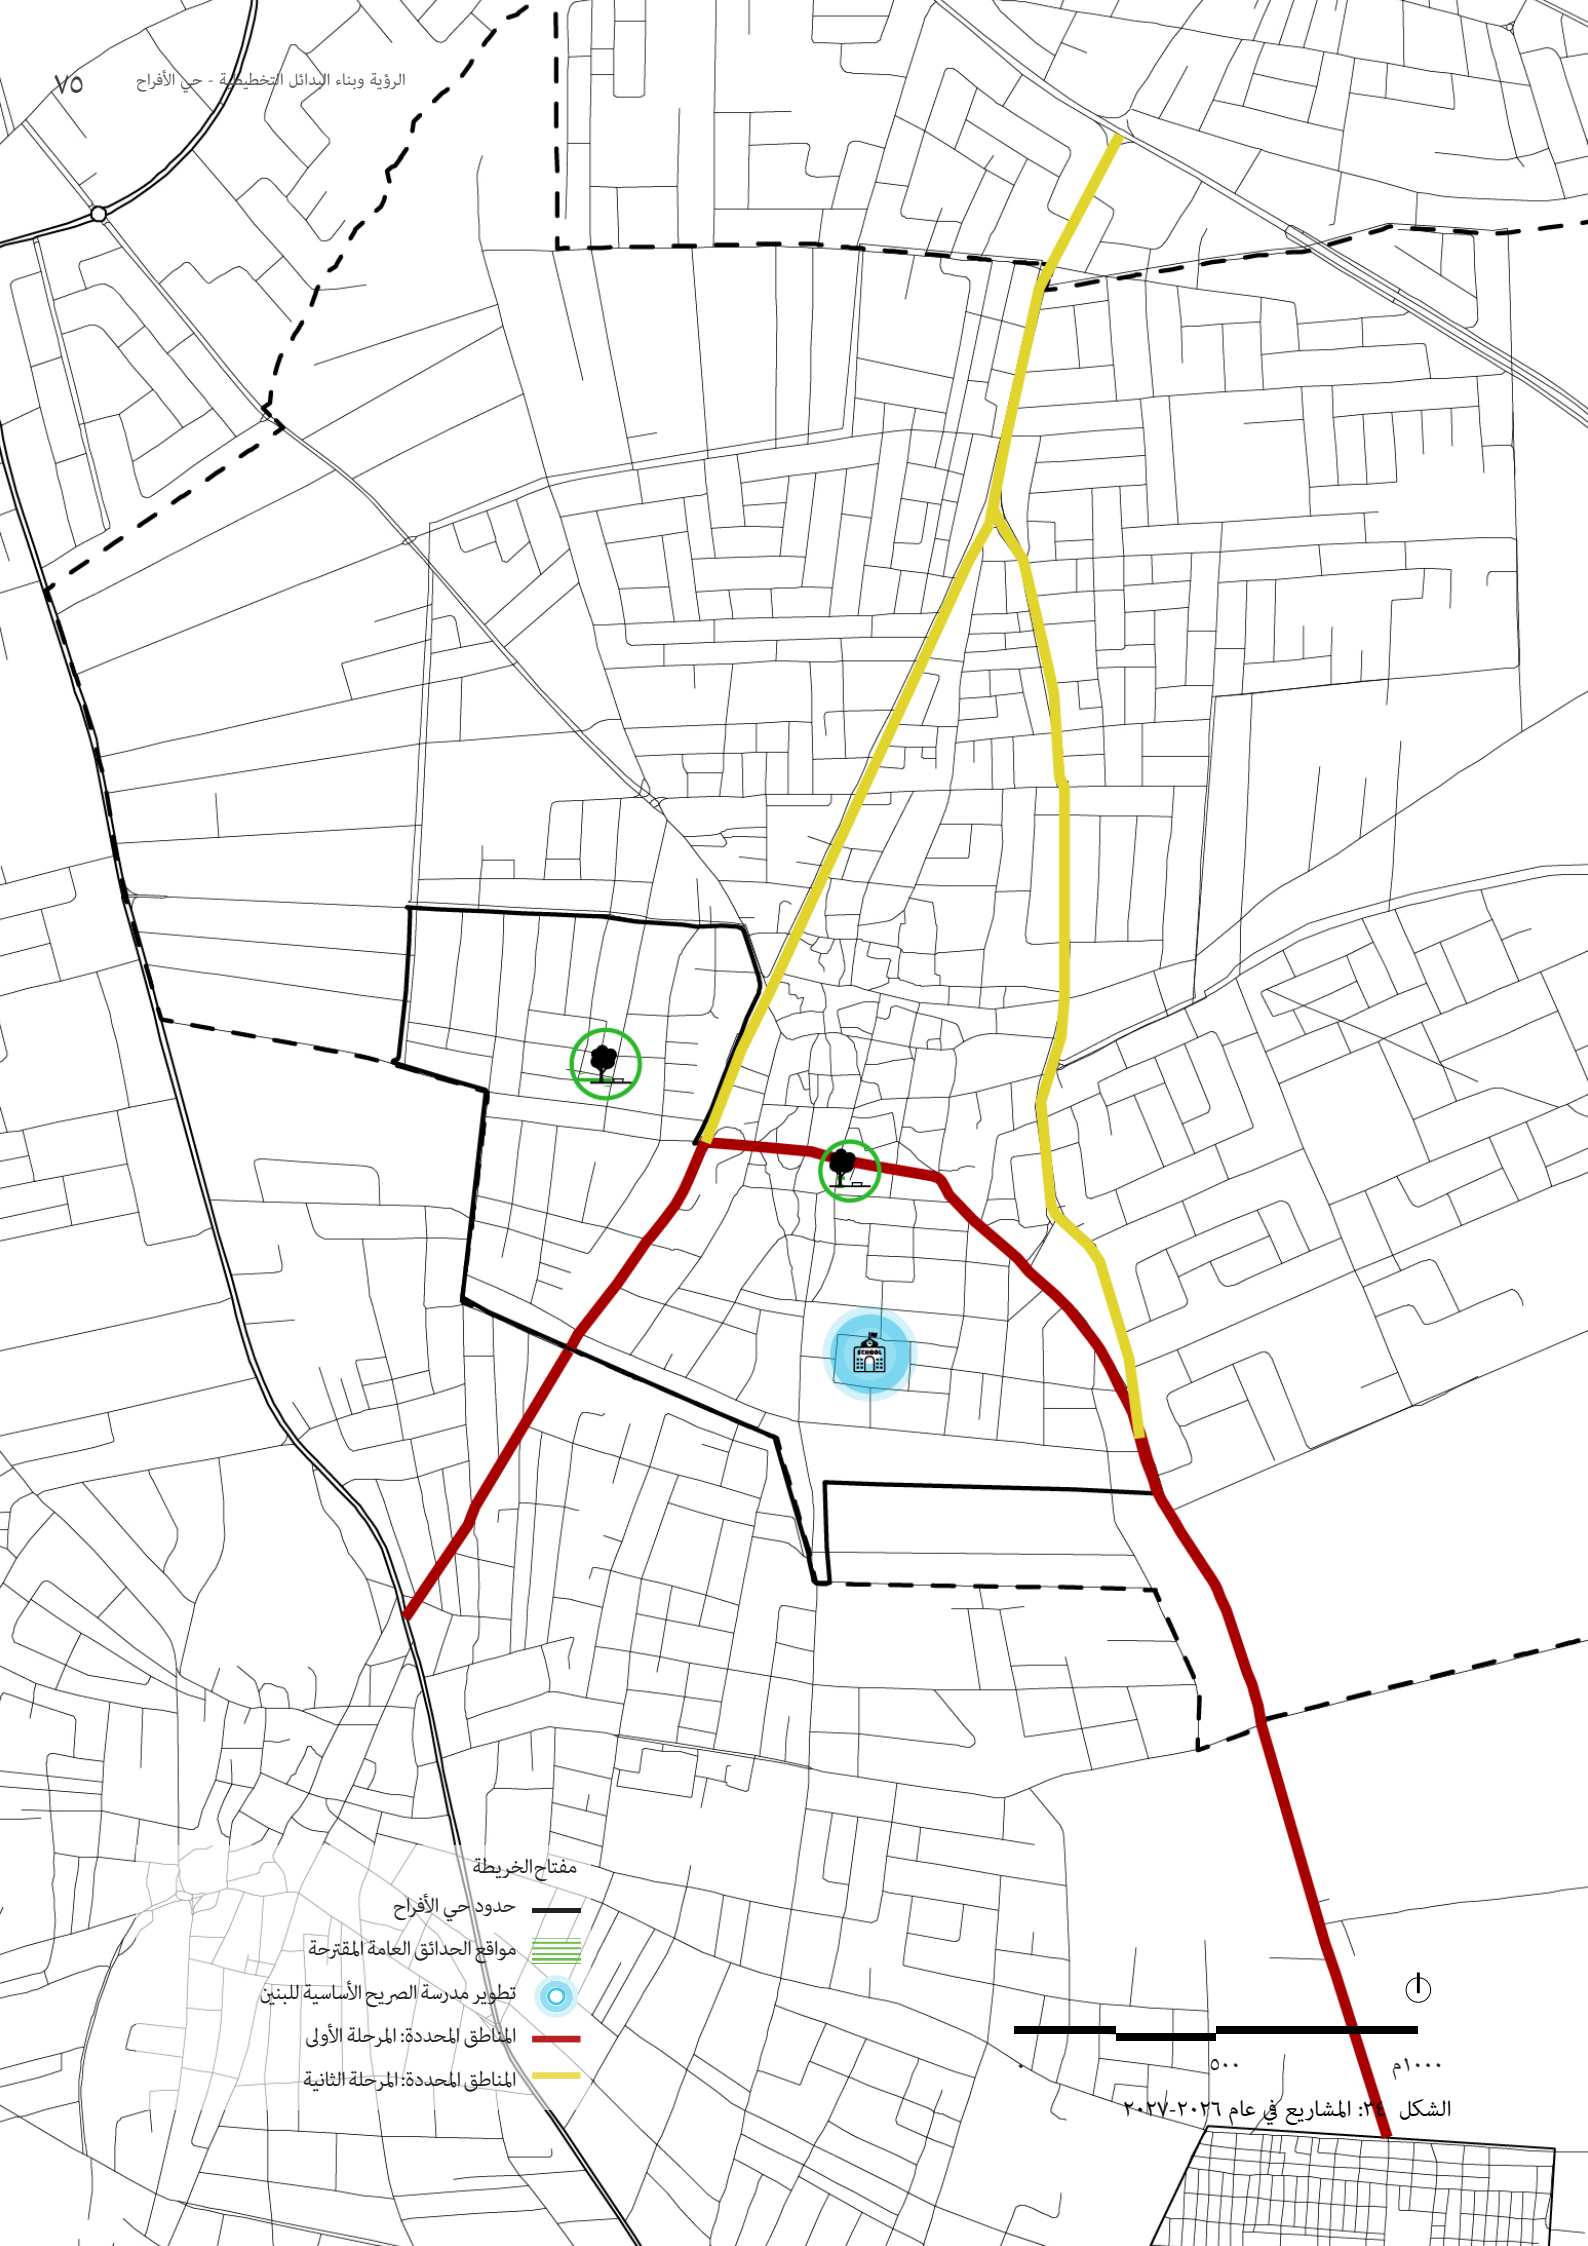 الرؤية وبناء البدائل التخطيطية - حي الأفراح
٧٥
SCHOOL
مفتاح الخريطة
حدود حي الأفراح
مواقع الحدائق العامة المقترحة
تطوير مدرسة الصريح الأساسية للبنين
المناطق المحددة: المرحلة الأولى
المناطق المحددة: المرحلة الثانية
٠ ٥٠٠ ١٠٠٠م
الشكل ٢٤: المشاريع في عام ٢٠٢٦-٢٠٢٧